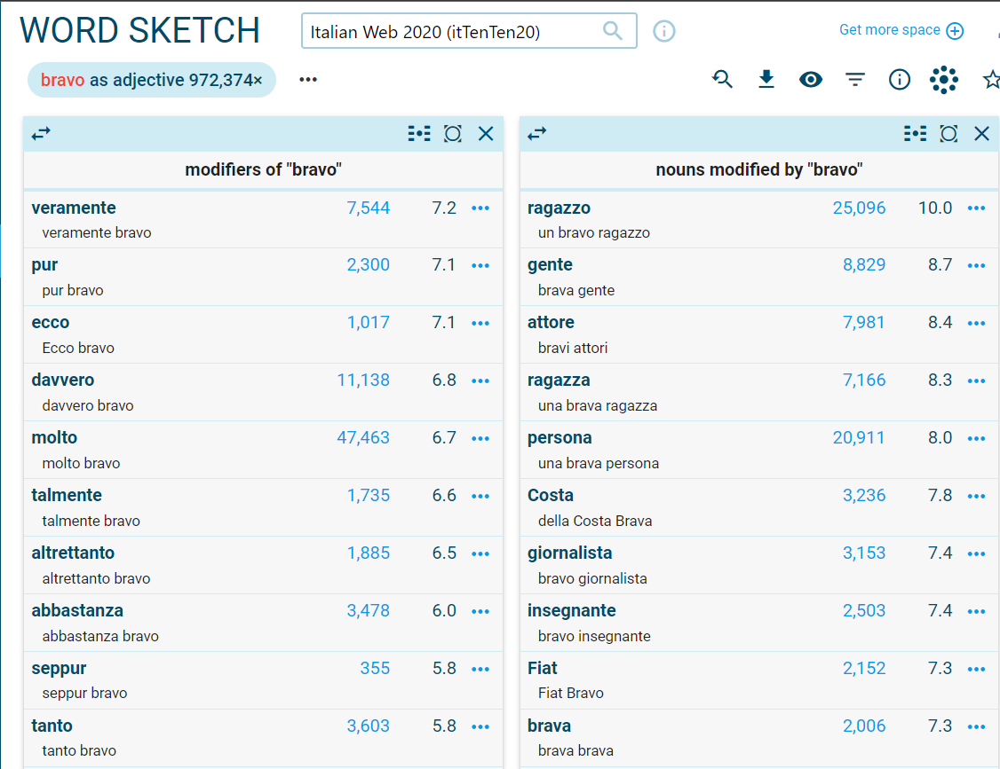 WORD SKETCH
Italian Web 2020 (itTenTen20)
Get more space
bravo as adjective 972,374×
modifiers of "bravo"
veramente 7,544 7.2
veramente bravo
pur 2,300 7.1
pur bravo
ecco 1,017 7.1
Ecco bravo
davvero 11,138 6.8
davvero bravo
molto 47,463 6.7
molto bravo
talmente 1,735 6.6
talmente bravo
altrettanto 1,885 6.5
altrettanto bravo
abbastanza 3,478 6.0
abbastanza bravo
seppur 355 5.8
seppur bravo
tanto 3,603 5.8
tanto bravo
nouns modified by "bravo"
ragazzo 25,096 10.0
un bravo ragazzo
gente 8,829 8.7
brava gente
attore 7,981 8.4
bravi attori
ragazza 7,166 8.3
una brava ragazza
persona 20,911 8.0
una brava persona
Costa 3,236 7.8
della Costa Brava
giornalista 3,153 7.4
bravo giornalista
insegnante 2,503 7.4
bravo insegnante
Fiat 2,152 7.3
Fiat Bravo
brava 2,006 7.3
brava brava